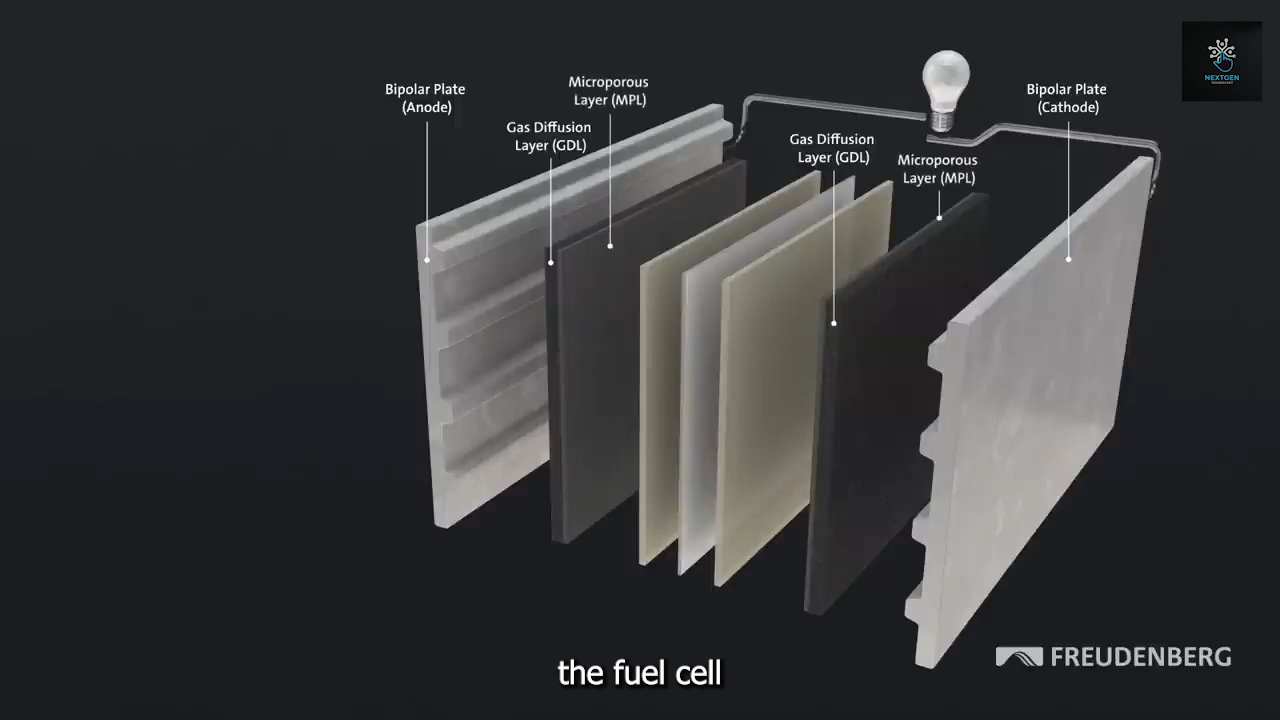 Bipolar Plate
(Anode)
Microporous
Layer (MPL)
Gas Diffusion
Layer (GDL)
Gas Diffusion
Layer (GDL)
Microporous
Layer (MPL)
Bipolar Plate
(Cathode)
NEXTGEN
TECHNOLOGY
the fuel cell
FREUDENBERG